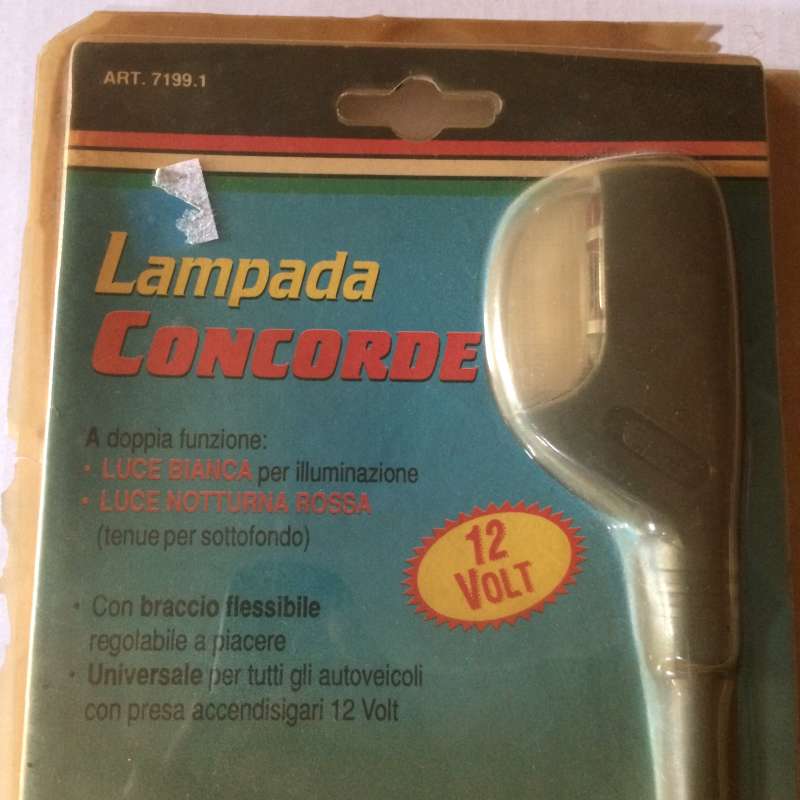 ART. 7199.1
Lampada
CONCORDE
A doppia funzione:
· LUCE BIANCA per illuminazione
· LUCE NOTTURNA ROSSA
(tenue per sottofondo)
12
VOLT
· Con braccio flessibile
regolabile a piacere
· Universale per tutti gli autoveicoli
con presa accendisigari 12 Volt